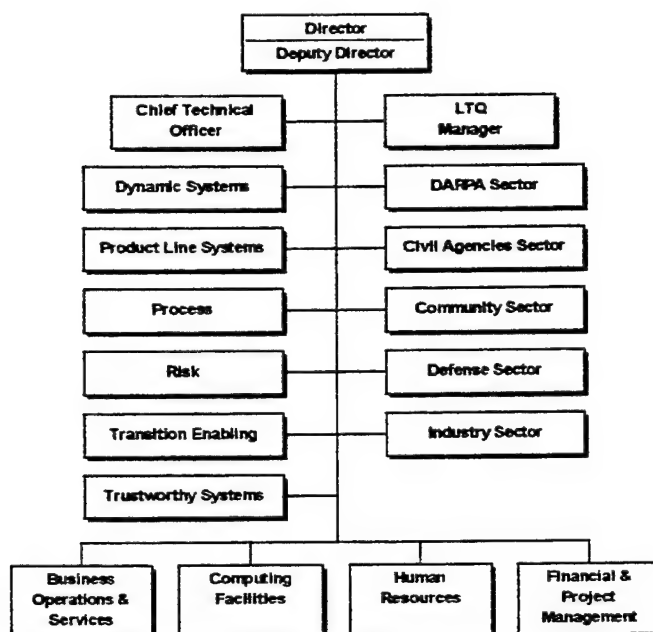 Director
Deputy Director
Chief Technical
Officer
LTQ
Manager
Dynamic Systems
DARPA Sector
Product Line Systems
Civil Agencies Sector
Process
Community Sector
Risk
Defense Sector
Transition Enabling
Industry Sector
Trustworthy Systems
Business
Operations &
Services
Computing
Facilities
Human
Resources
Financial &
Project
Management